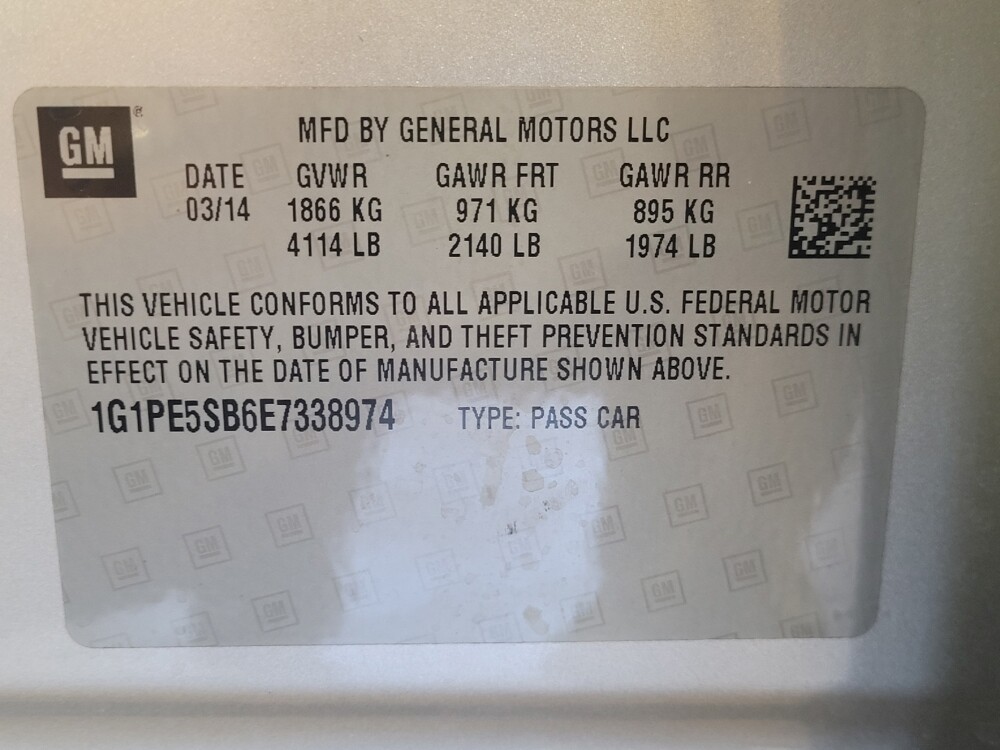 GM
MFD BY GENERAL MOTORS LLC
DATE GVWR GAWR FRT GAWR RR
03/14 1866 KG 971 KG 895 KG
4114 LB 2140 LB 1974 LB
THIS VEHICLE CONFORMS TO ALL APPLICABLE U.S. FEDERAL MOTOR
VEHICLE SAFETY, BUMPER, AND THEFT PREVENTION STANDARDS IN
EFFECT ON THE DATE OF MANUFACTURE SHOWN ABOVE.
1G1PE5SB6E7338974 TYPE: PASS CAR